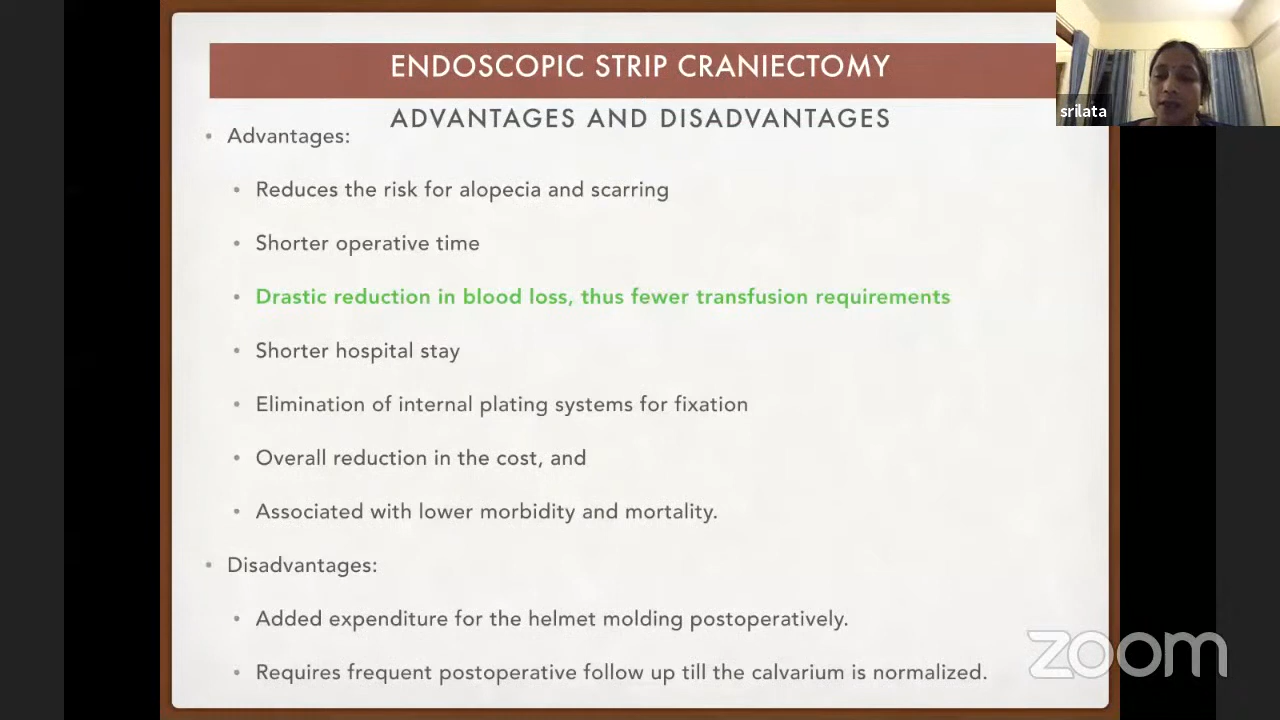 ENDOSCOPIC STRIP CRANIECTOMY
ADVANTAGES AND DISADVANTAGES
srilata
• Advantages:
• Reduces the risk for alopecia and scarring
• Shorter operative time
• Drastic reduction in blood loss, thus fewer transfusion requirements
• Shorter hospital stay
• Elimination of internal plating systems for fixation
• Overall reduction in the cost, and
• Associated with lower morbidity and mortality.
• Disadvantages:
• Added expenditure for the helmet molding postoperatively.
• Requires frequent postoperative follow up till the calvarium is normalized.
zoom